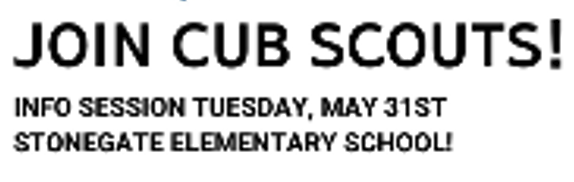 JOIN CUB SCOUTS!
INFO SESSION TUESDAY, MAY 31ST
STONEGATE ELEMENTARY SCHOOL!